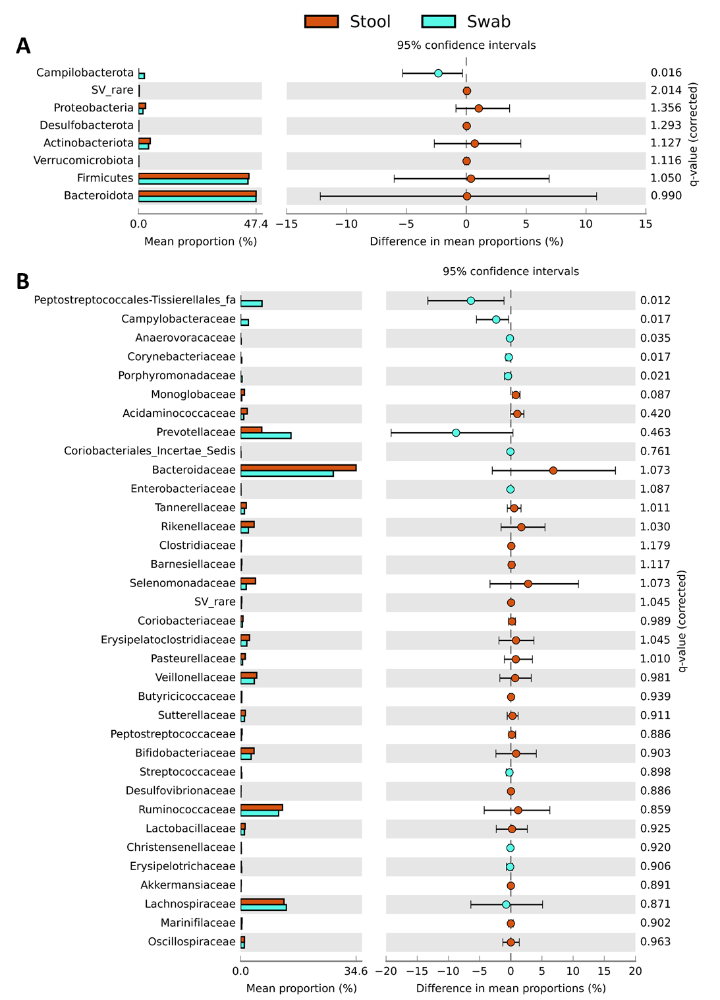 Stool Swab
A
95% confidence intervals
Campilobacterota 0.016
SV_rare 2.014
Proteobacteria 1.356
Desulfobacterota 1.293
Actinobacteriota 1.127
Verrucomicrobiota 1.116
Firmicutes 1.050
Bacteroidota 0.990
q-value (corrected)
0.0 47.4 −15 −10 −5 0 5 10 15
Mean proportion (%) Difference in mean proportions (%)
B
95% confidence intervals
Peptostreptococcales-Tissierellales_fa 0.012
Campylobacteraceae 0.017
Anaerovoracaceae 0.035
Corynebacteriaceae 0.017
Porphyromonadaceae 0.021
Monoglobaceae 0.087
Acidaminococcaceae 0.420
Prevotellaceae 0.463
Coriobacteriales_Incertae_Sedis 0.761
Bacteroidaceae 1.073
Enterobacteriaceae 1.087
Tannerellaceae 1.011
Rikenellaceae 1.030
Clostridiaceae 1.179
Barnesiellaceae 1.117
Selenomonadaceae 1.073
SV_rare 1.045
Coriobacteriaceae 0.989
Erysipelatoclostridiaceae 1.045
Pasteurellaceae 1.010
Veillonellaceae 0.981
Butyricicoccaceae 0.939
Sutterellaceae 0.911
Peptostreptococcaceae 0.886
Bifidobacteriaceae 0.903
Streptococcaceae 0.898
Desulfovibrionaceae 0.886
Ruminococcaceae 0.859
Lactobacillaceae 0.925
Christensenellaceae 0.920
Erysipelotrichaceae 0.906
Akkermansiaceae 0.891
Lachnospiraceae 0.871
Marinifilaceae 0.902
Oscillospiraceae 0.963
q-value (corrected)
0.0 34.6 −20 −15 −10 −5 0 5 10 15 20
Mean proportion (%) Difference in mean proportions (%)